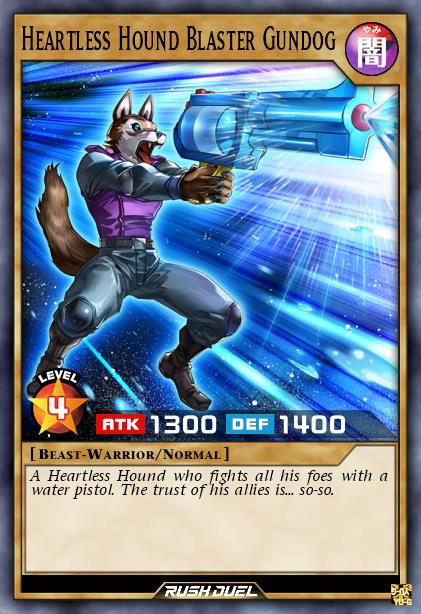 HEARTLESS HOUND BLASTER GUNDOG
やみ
闇
LEVEL
4
ATK 1300 DEF 1400
[BEAST-WARRIOR/NORMAL]
A Heartless Hound who fights all his foes with a
water pistol. The trust of his allies is... so-so.
RUSH DUEL